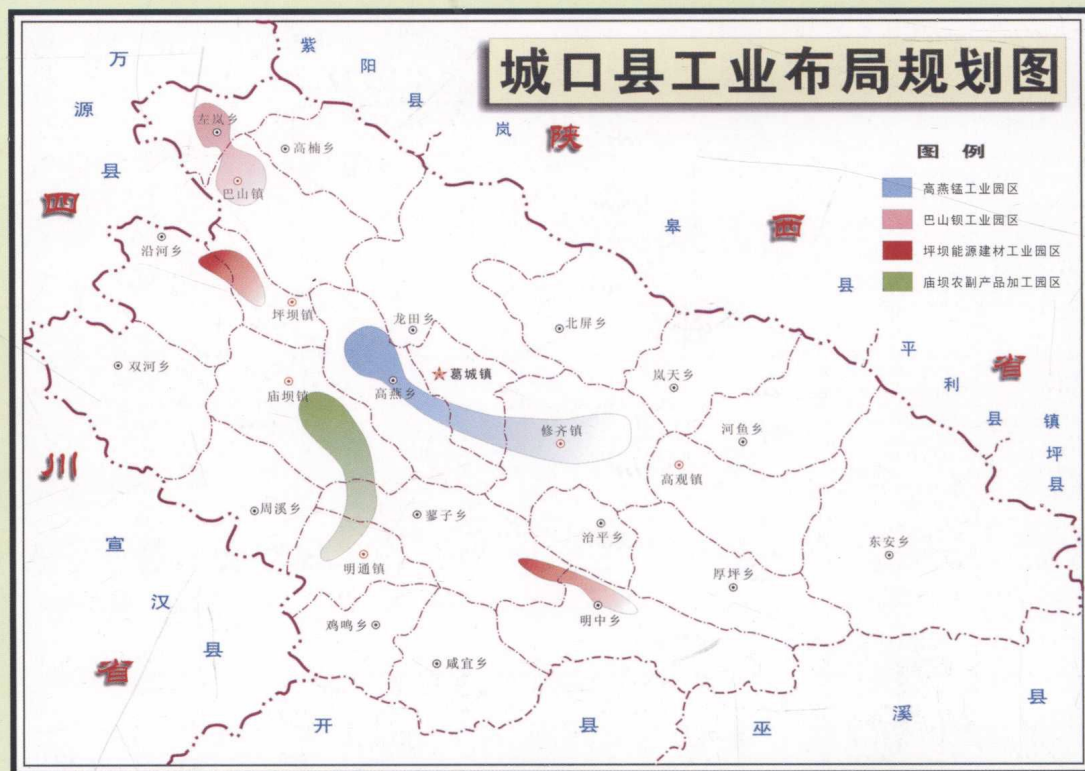 城口县工业布局规划图
图 例
高燕锰工业园区
巴山钡工业园区
坪坝能源建材工业园区
庙坝农副产品加工园区
万源县
紫阳县
岚皋县
平利县
镇坪县
陕西省
四川省
宣汉县
开县
巫溪县
左岚乡
高楠乡
巴山镇
沿河乡
坪坝镇
龙田乡
北屏乡
双河乡
庙坝镇
高燕乡
葛城镇
岚天乡
修齐镇
河鱼乡
高观镇
周溪乡
蓼子乡
治平乡
东安乡
明通镇
厚坪乡
鸡鸣乡
明中乡
咸宜乡